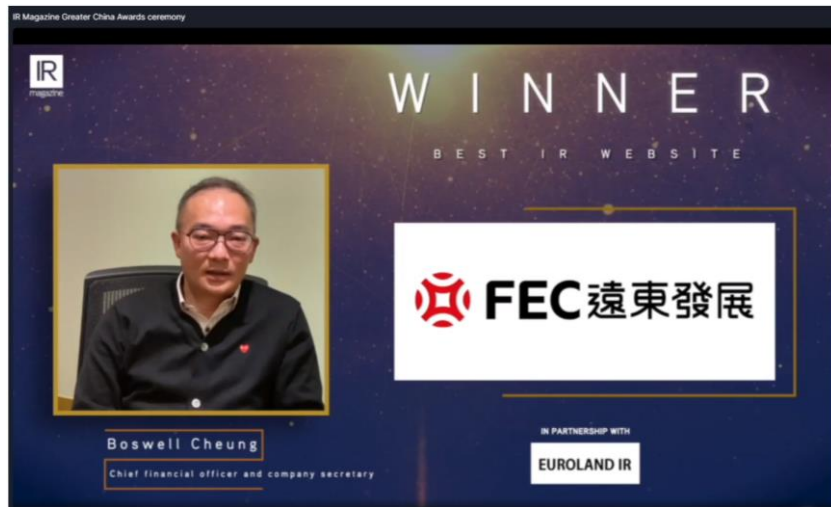 IR Magazine Greater China Awards ceremony
IR
magazine
WINNER
BEST IR WEBSITE
FEC遠東發展
Boswell Cheung
Chief financial officer and company secretary
IN PARTNERSHIP WITH
EUROLAND IR